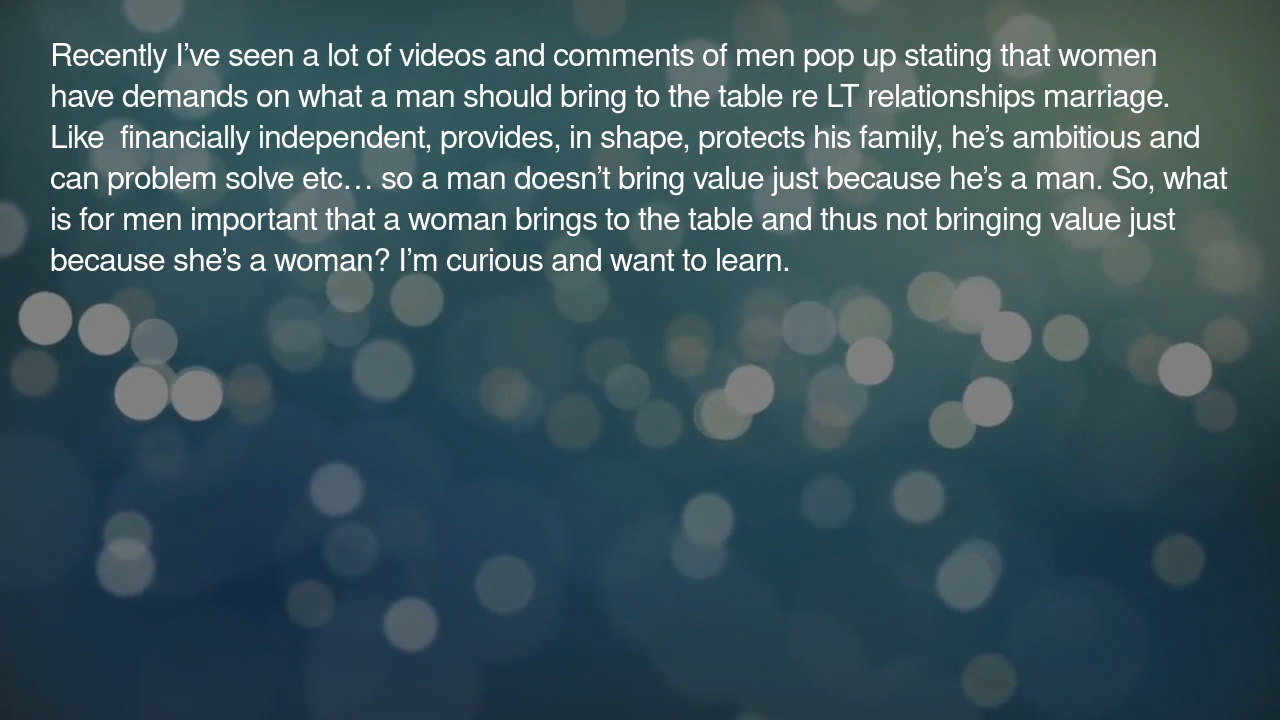 Recently I’ve seen a lot of videos and comments of men pop up stating that women
have demands on what a man should bring to the table re LT relationships marriage.
Like  financially independent, provides, in shape, protects his family, he’s ambitious and
can problem solve etc… so a man doesn’t bring value just because he’s a man. So, what
is for men important that a woman brings to the table and thus not bringing value just
because she’s a woman? I’m curious and want to learn.